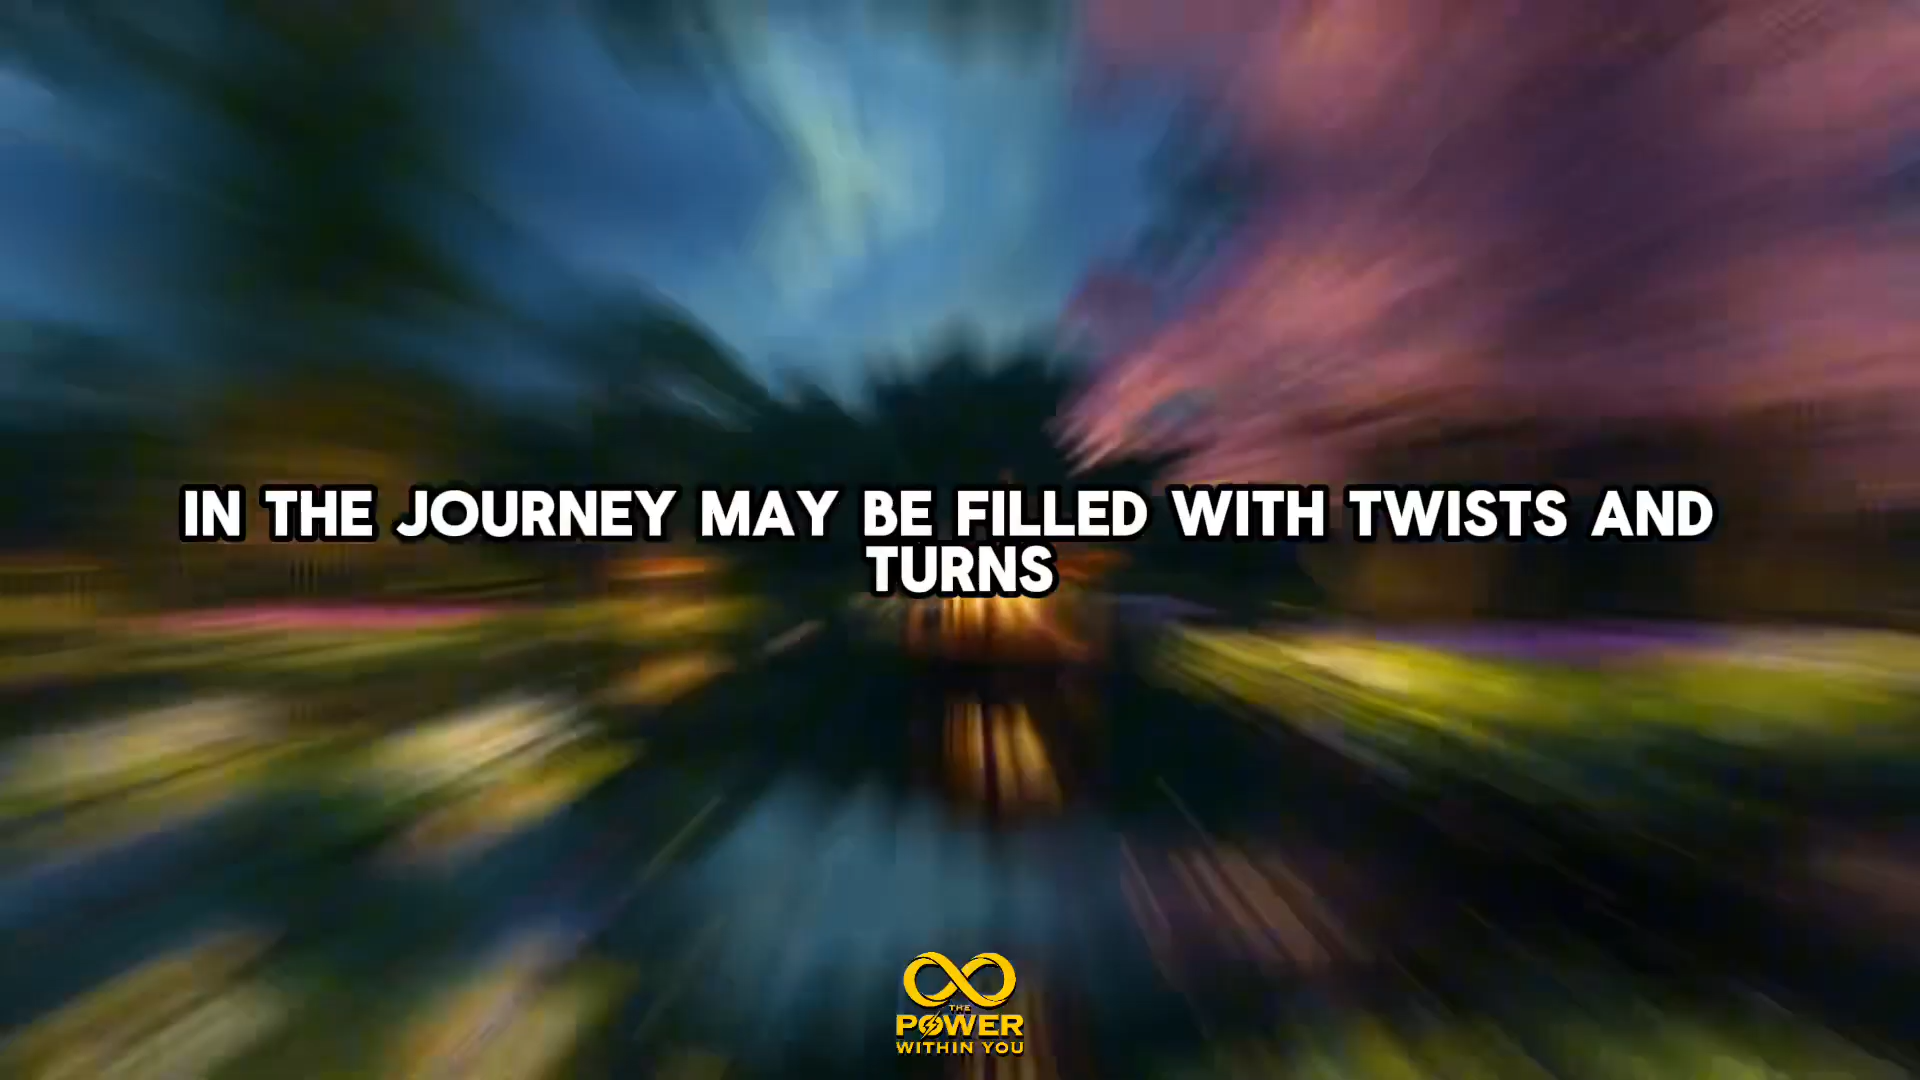 IN THE JOURNEY MAY BE FILLED WITH TWISTS AND
TURNS
THE
POWER
WITHIN YOU